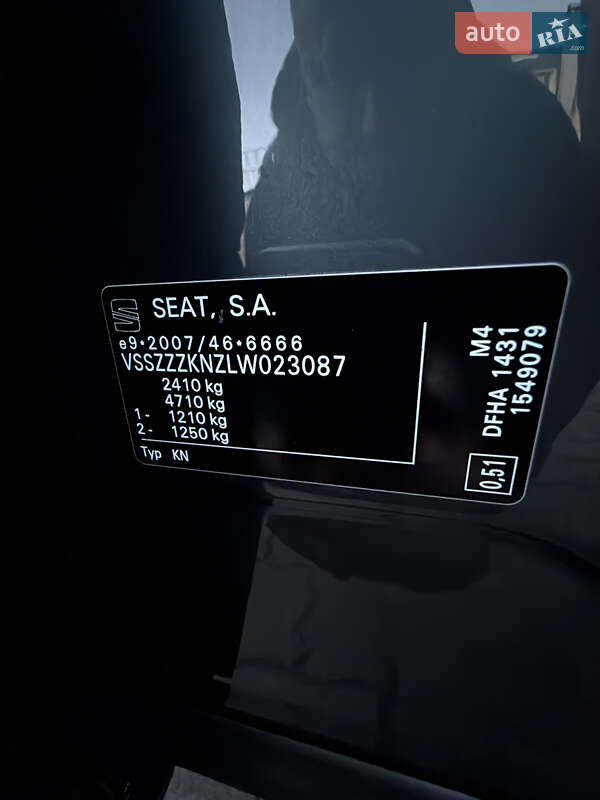 auto RIA .com
SEAT, S.A.
e9*2007/46*6666
VSSZZZKNZLW023087
2410 kg
4710 kg
1- 1210 kg
2- 1250 kg
Typ KN
M4
DFHA 1431
1549079
0,51